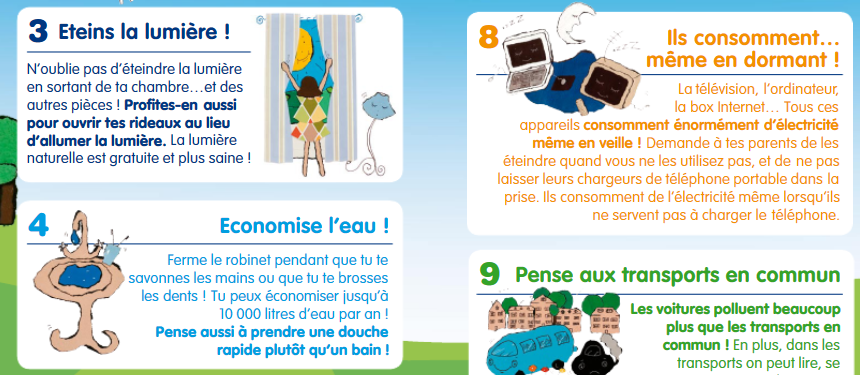 3 Eteins la lumière !
N'oublie pas d'éteindre la lumière
en sortant de ta chambre...et des
autres pièces ! Profites-en aussi
pour ouvrir tes rideaux au lieu
d'allumer la lumière. La lumière
naturelle est gratuite et plus saine !
4 Economise l'eau !
Ferme le robinet pendant que tu te
savonnes les mains ou que tu te brosses
les dents ! Tu peux économiser jusqu'à
10 000 litres d'eau par an !
Pense aussi à prendre une douche
rapide plutôt qu'un bain !
8 Ils consomment...
même en dormant !
La télévision, l'ordinateur,
la box Internet... Tous ces
appareils consomment énormément d'électricité
même en veille ! Demande à tes parents de les
éteindre quand vous ne les utilisez pas, et de ne pas
laisser leurs chargeurs de téléphone portable dans la
prise. Ils consomment de l'électricité même lorsqu'ils
ne servent pas à charger le téléphone.
9 Pense aux transports en commun
Les voitures polluent beaucoup
plus que les transports en
commun ! En plus, dans les
transports on peut lire, se